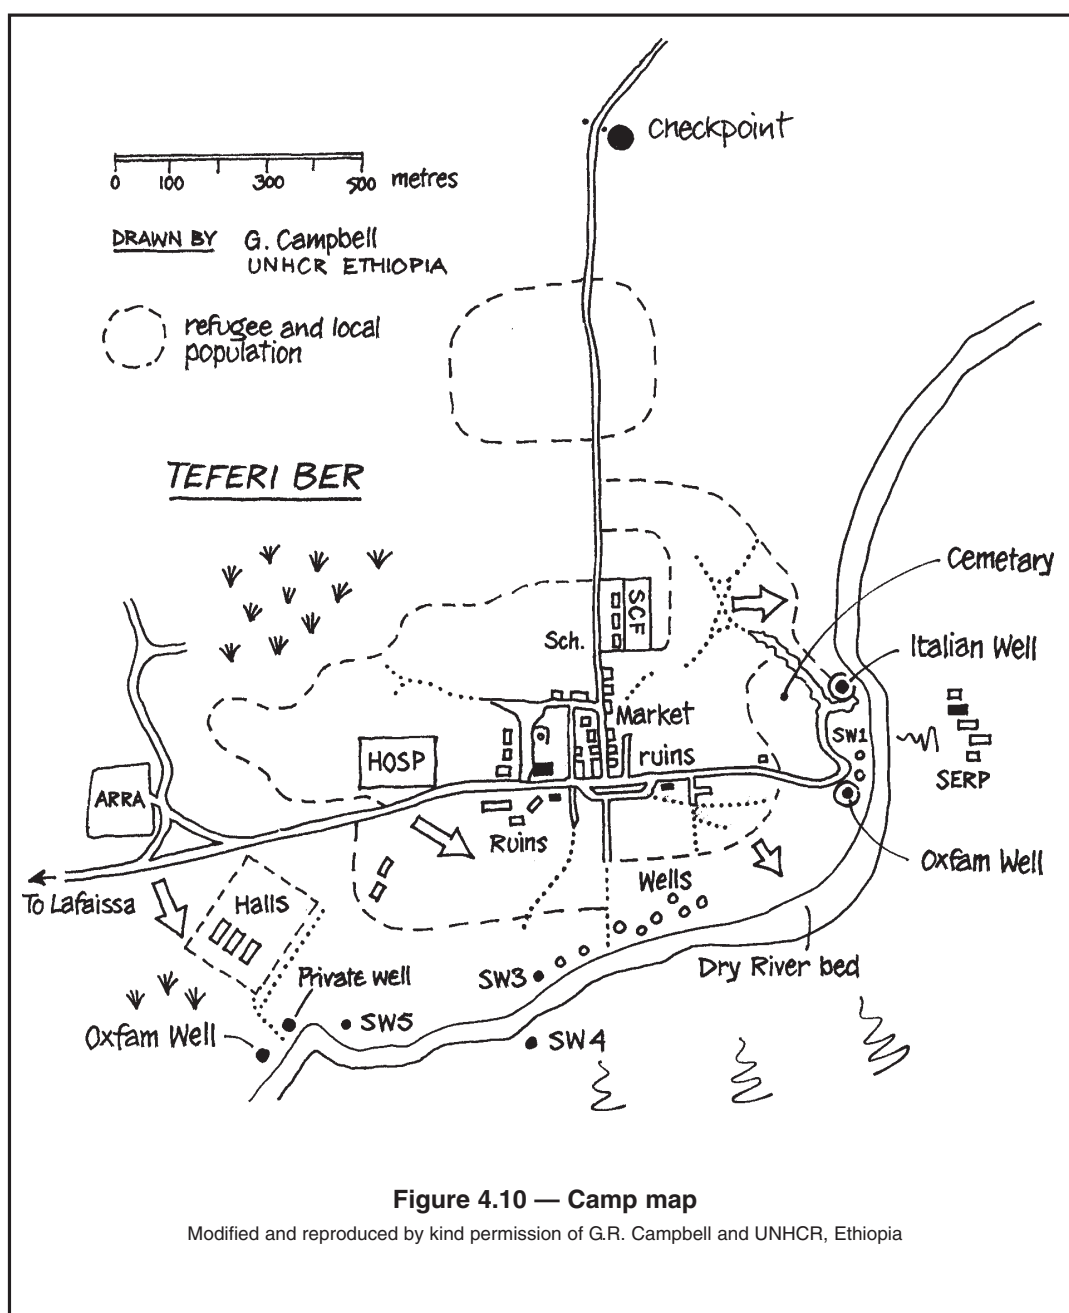 Checkpoint
0 100 300 500 metres
DRAWN BY G. Campbell
UNHCR ETHIOPIA
refugee and local
population
TEFERI BER
Cemetary
SCF
Sch.
Italian Well
Market
SW1
ruins
HOSP
SERP
ARRA
Ruins
Oxfam Well
Wells
To Lafaissa
Halls
Dry River bed
Private well
SW3
SW5
Oxfam Well
SW4
Figure 4.10 — Camp map
Modified and reproduced by kind permission of G.R. Campbell and UNHCR, Ethiopia